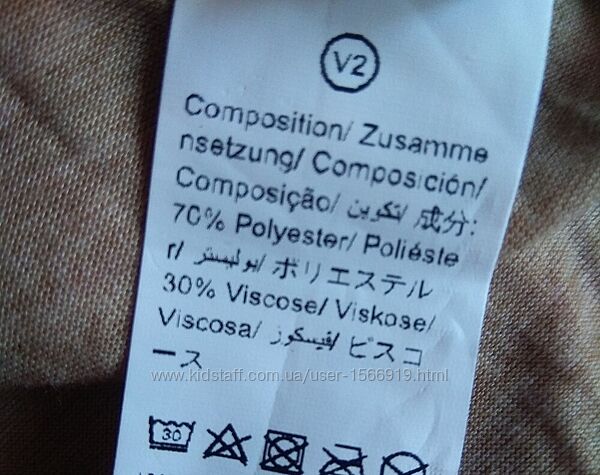 V2
Composition/ Zusamme
nsetzung/ Composición/
Composição/ تكوين/ 成分:
70% Polyester/ Poliéste
r/ بوليستر/ ポリエステル
30% Viscose/ Viskose/
Viscosa/ فيسكوز/ ビスコ
ース
www.kidstaff.com.ua/user-1566919.html
30